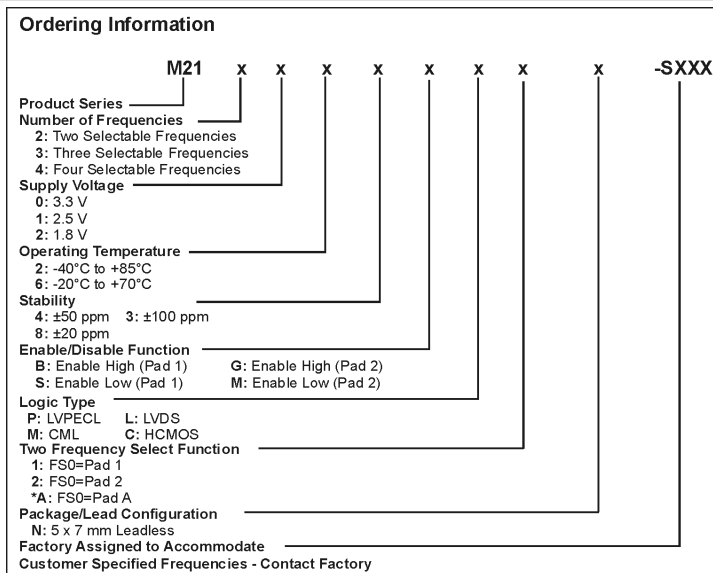 Ordering Information
M21 x x x x x x x x -SXXX
Product Series
Number of Frequencies
2: Two Selectable Frequencies
3: Three Selectable Frequencies
4: Four Selectable Frequencies
Supply Voltage
0: 3.3 V
1: 2.5 V
2: 1.8 V
Operating Temperature
2: -40°C to +85°C
6: -20°C to +70°C
Stability
4: ±50 ppm 3: ±100 ppm
8: ±20 ppm
Enable/Disable Function
B: Enable High (Pad 1) G: Enable High (Pad 2)
S: Enable Low (Pad 1) M: Enable Low (Pad 2)
Logic Type
P: LVPECL L: LVDS
M: CML C: HCMOS
Two Frequency Select Function
1: FS0=Pad 1
2: FS0=Pad 2
*A: FS0=Pad A
Package/Lead Configuration
N: 5 x 7 mm Leadless
Factory Assigned to Accommodate
Customer Specified Frequencies - Contact Factory